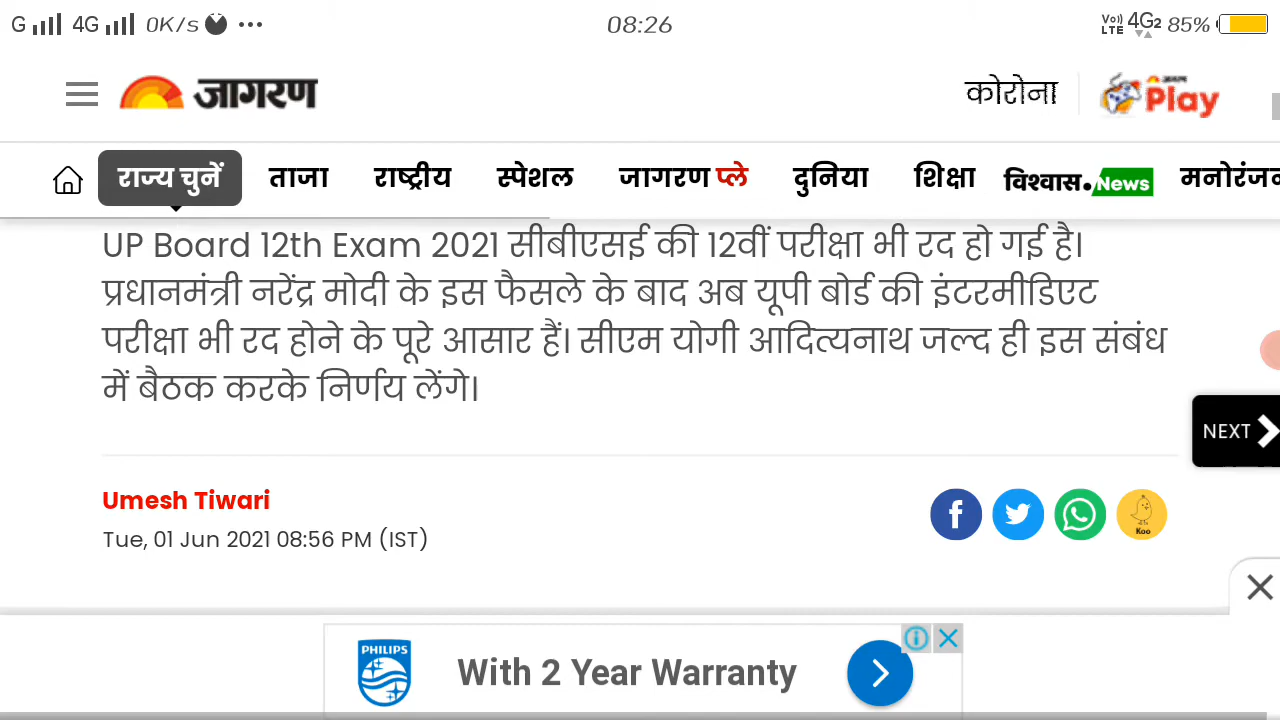 G 4G 0K/s 08:26 Vo)) LTE 4G2 85%
जागरण कोरोना Play
राज्य चुनें ताजा राष्ट्रीय स्पेशल जागरण प्ले दुनिया शिक्षा विश्वास.News मनोरंजन
UP Board 12th Exam 2021 सीबीएसई की 12वीं परीक्षा भी रद हो गई है।
प्रधानमंत्री नरेंद्र मोदी के इस फैसले के बाद अब यूपी बोर्ड की इंटरमीडिएट
परीक्षा भी रद होने के पूरे आसार हैं। सीएम योगी आदित्यनाथ जल्द ही इस संबंध
में बैठक करके निर्णय लेंगे।
NEXT
Umesh Tiwari
Tue, 01 Jun 2021 08:56 PM (IST)
Koo
PHILIPS With 2 Year Warranty